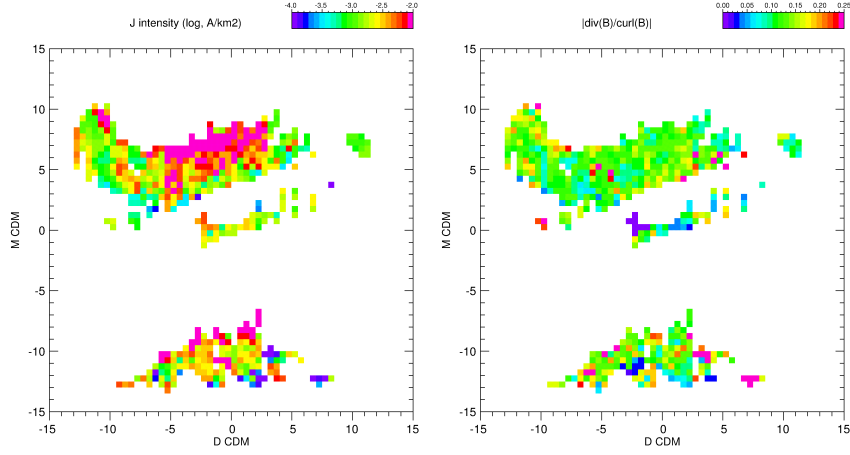 -4.0 -3.5 -3.0 -2.5 -2.0
J intensity (log, A/km2)
15
10
5
0
-5
-10
-15
M CDM
-15 -10 -5 0 5 10 15
D CDM
0.00 0.05 0.10 0.15 0.20 0.25
|div(B)/curl(B)|
15
10
5
0
-5
-10
-15
M CDM
-15 -10 -5 0 5 10 15
D CDM